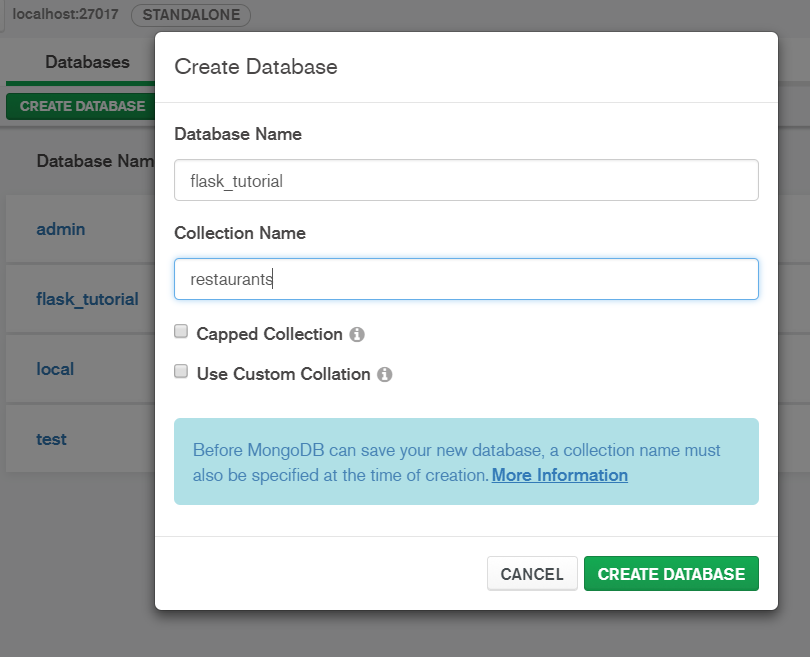 localhost:27017 STANDALONE
Databases
CREATE DATABASE
Database Nam
admin
flask_tutorial
local
test
Create Database
Database Name
flask_tutorial
Collection Name
restaurants
Capped Collection
Use Custom Collation
Before MongoDB can save your new database, a collection name must
also be specified at the time of creation. More Information
CANCEL CREATE DATABASE